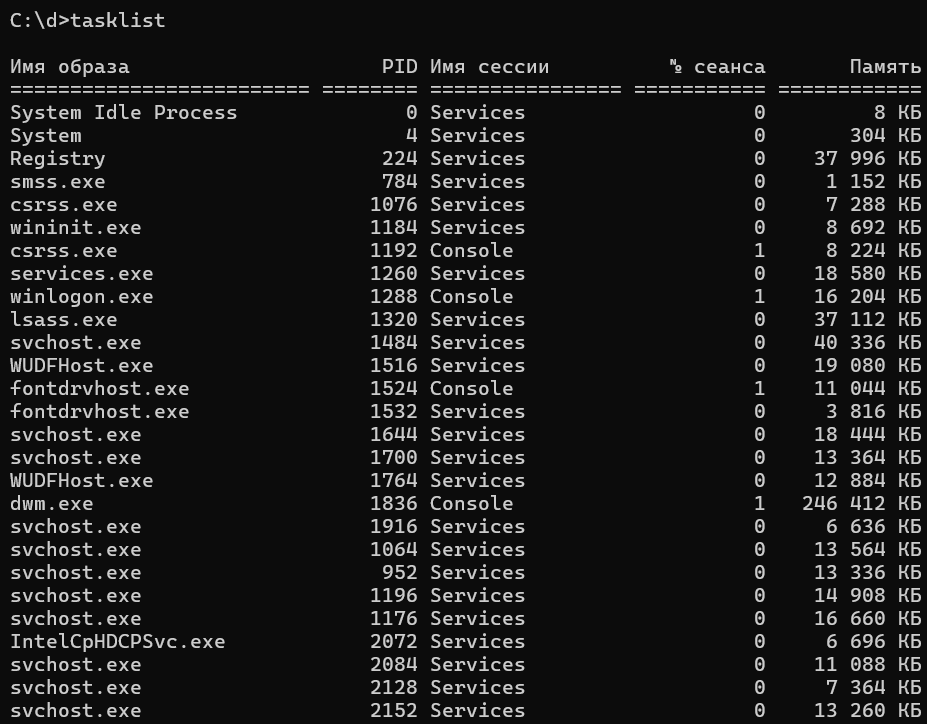 C:\d>tasklist

Имя образа                     PID Имя сессии          № сеанса       Память
========================= ======== ================ =========== ============
System Idle Process              0 Services                   0         8 КБ
System                           4 Services                   0       304 КБ
Registry                       224 Services                   0    37 996 КБ
smss.exe                       784 Services                   0     1 152 КБ
csrss.exe                     1076 Services                   0     7 288 КБ
wininit.exe                   1184 Services                   0     8 692 КБ
csrss.exe                     1192 Console                    1     8 224 КБ
services.exe                  1260 Services                   0    18 580 КБ
winlogon.exe                  1288 Console                    1    16 204 КБ
lsass.exe                     1320 Services                   0    37 112 КБ
svchost.exe                   1484 Services                   0    40 336 КБ
WUDFHost.exe                  1516 Services                   0    19 080 КБ
fontdrvhost.exe               1524 Console                    1    11 044 КБ
fontdrvhost.exe               1532 Services                   0     3 816 КБ
svchost.exe                   1644 Services                   0    18 444 КБ
svchost.exe                   1700 Services                   0    13 364 КБ
WUDFHost.exe                  1764 Services                   0    12 884 КБ
dwm.exe                       1836 Console                    1   246 412 КБ
svchost.exe                   1916 Services                   0     6 636 КБ
svchost.exe                   1064 Services                   0    13 564 КБ
svchost.exe                    952 Services                   0    13 336 КБ
svchost.exe                   1196 Services                   0    14 908 КБ
svchost.exe                   1176 Services                   0    16 660 КБ
IntelCpHDCPSvc.exe            2072 Services                   0     6 696 КБ
svchost.exe                   2084 Services                   0    11 088 КБ
svchost.exe                   2128 Services                   0     7 364 КБ
svchost.exe                   2152 Services                   0    13 260 КБ